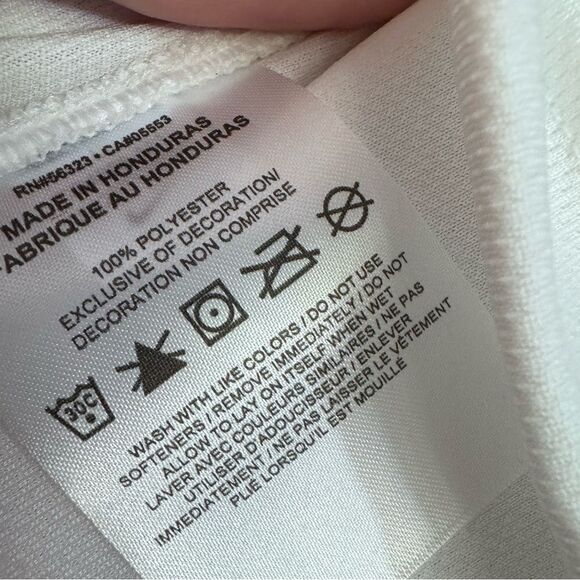 RN#56323 • CA#05553
MADE IN HONDURAS
FABRIQUE AU HONDURAS
100% POLYESTER
EXCLUSIVE OF DECORATION/
DECORATION NON COMPRISE
30C
WASH WITH LIKE COLORS / DO NOT USE
SOFTENERS / REMOVE IMMEDIATELY / DO NOT
ALLOW TO LAY ON ITSELF WHEN WET
LAVER AVEC COULEURS SIMILAIRES / NE PAS
UTILISER D'ADOUCISSEUR / ENLEVER
IMMEDIATEMENT / NE PAS LAISSER LE VÊTEMENT
PLIÉ LORSQU'IL EST MOUILLÉ